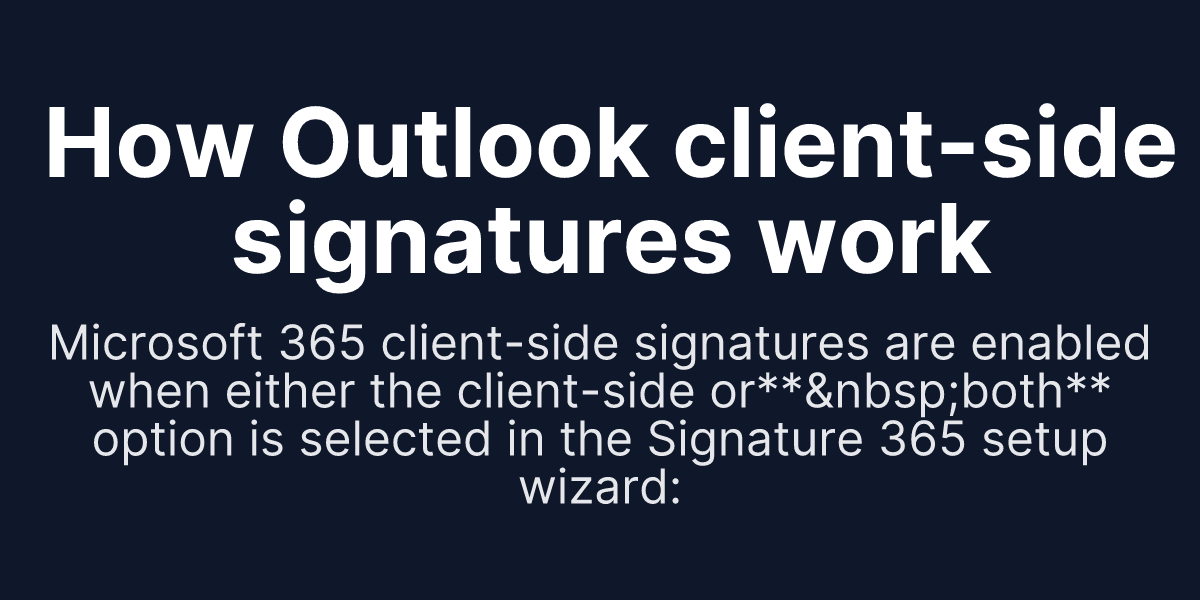 How Outlook client-side
signatures work
Microsoft 365 client-side signatures are enabled
when either the client-side or**&nbsp;both**
option is selected in the Signature 365 setup
wizard: